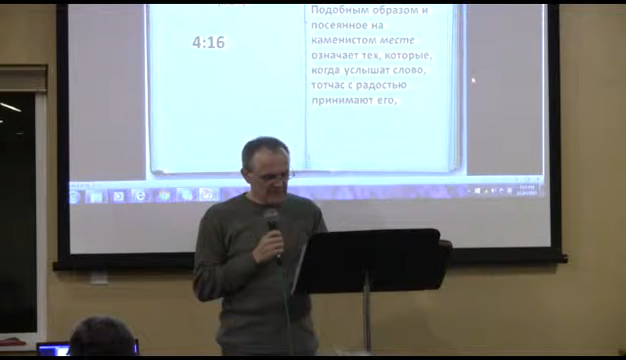 Подобным образом и
посеянное на
каменистом месте
означает тех, которые,
когда услышат слово,
тотчас с радостью
принимают его,
4:16